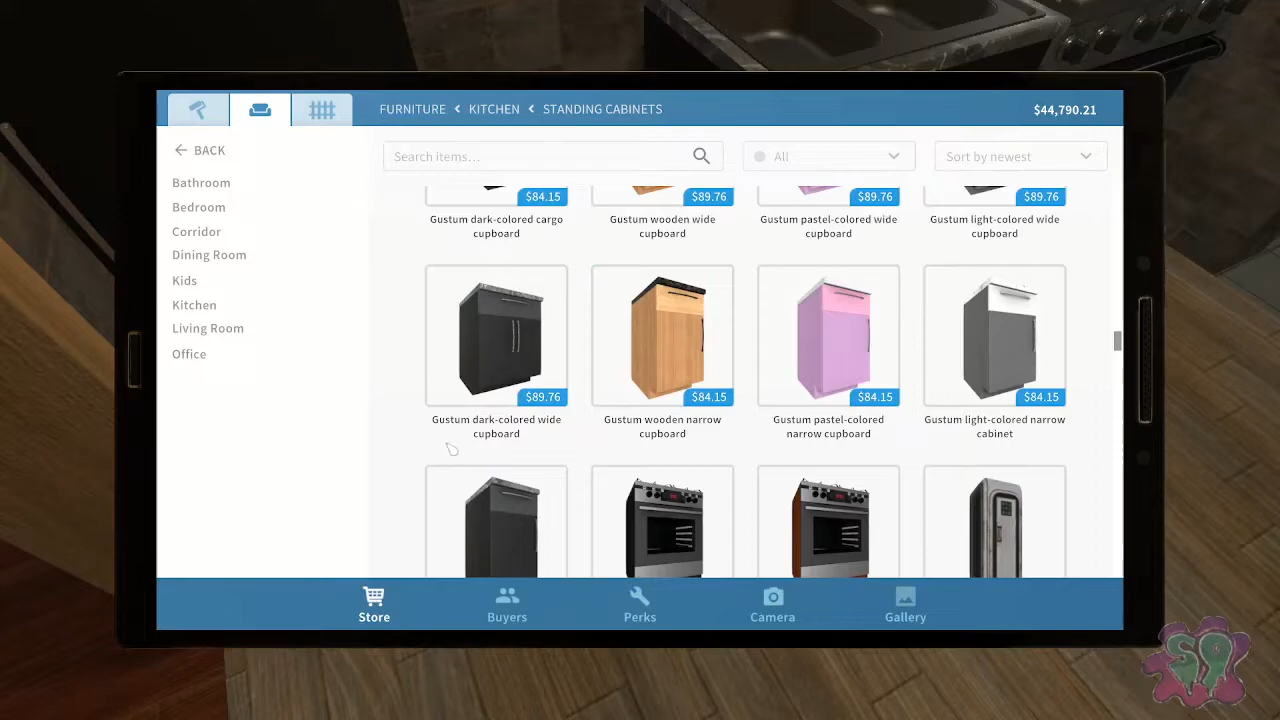 FURNITURE < KITCHEN < STANDING CABINETS
$44,790.21
BACK
Search items...
All
Sort by newest
Bathroom
Bedroom
Corridor
Dining Room
Kids
Kitchen
Living Room
Office
$84.15
$89.76
$89.76
$89.76
Gustum dark-colored cargo
cupboard
Gustum wooden wide
cupboard
Gustum pastel-colored wide
cupboard
Gustum light-colored wide
cupboard
$89.76
$84.15
$84.15
$84.15
Gustum dark-colored wide
cupboard
Gustum wooden narrow
cupboard
Gustum pastel-colored
narrow cupboard
Gustum light-colored narrow
cabinet
Store
Buyers
Perks
Camera
Gallery